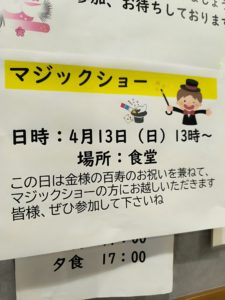 参加、お待ちしております
マジックショー
日時：4月13日（日）13時～
場所：食堂
この日は金様の百寿のお祝いを兼ねて、
マジックショーの方にお越しいただきます
皆様、ぜひ参加して下さいね
17:00
夕食 17:00